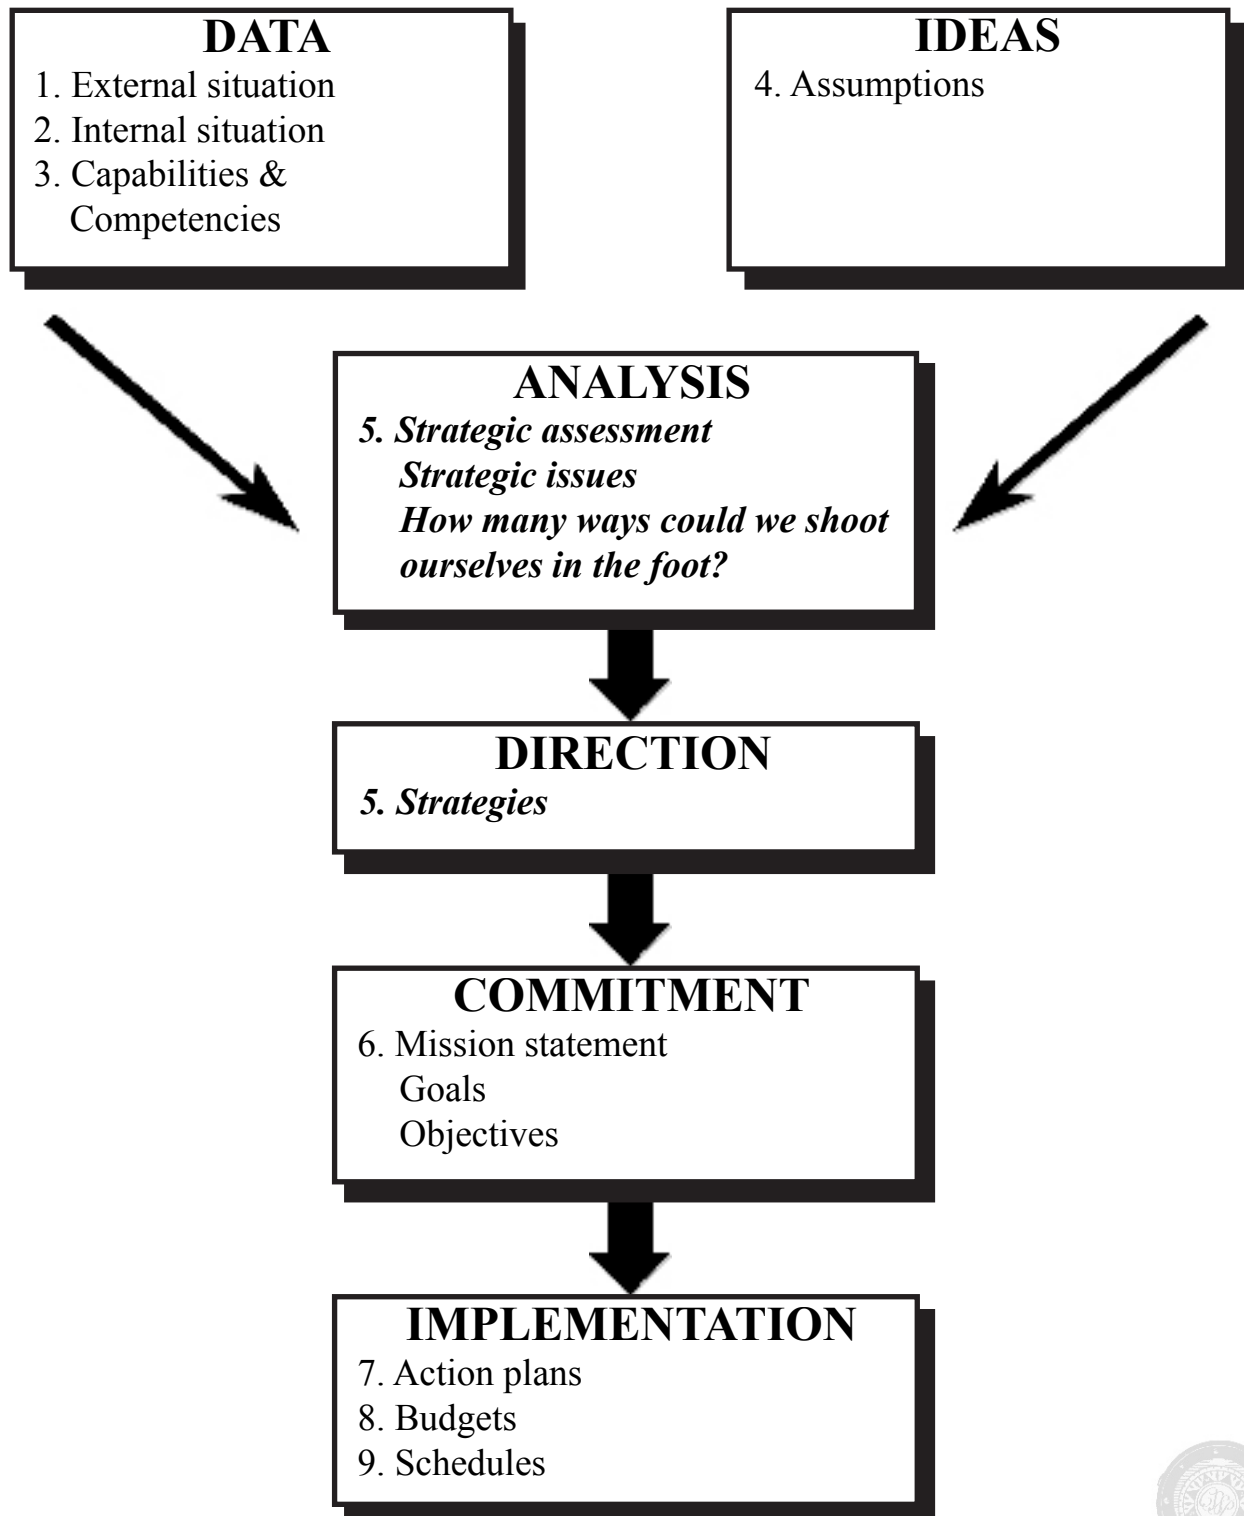 DATA
1. External situation
2. Internal situation
3. Capabilities &
Competencies
IDEAS
4. Assumptions
ANALYSIS
5. Strategic assessment
Strategic issues
How many ways could we shoot
ourselves in the foot?
DIRECTION
5. Strategies
COMMITMENT
6. Mission statement
Goals
Objectives
IMPLEMENTATION
7. Action plans
8. Budgets
9. Schedules